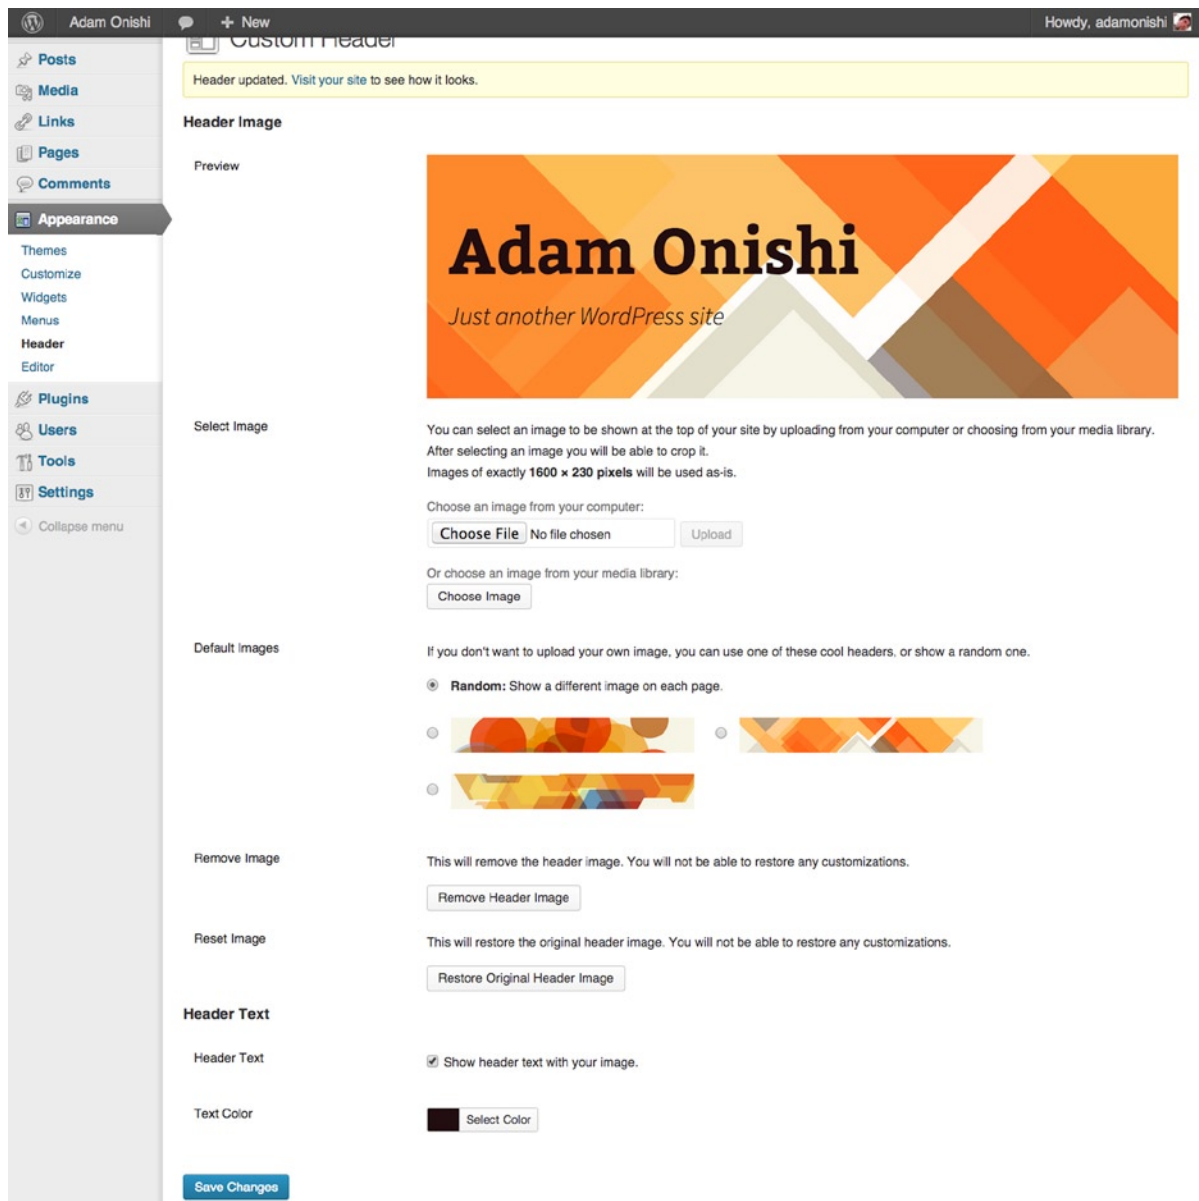 Adam Onishi
+ New
Howdy, adamonishi
Custom Header
Posts
Media
Links
Pages
Comments
Appearance
Themes
Customize
Widgets
Menus
Header
Editor
Plugins
Users
Tools
Settings
Collapse menu
Header updated. Visit your site to see how it looks.
Header Image
Preview
Adam Onishi
Just another WordPress site
Select Image
You can select an image to be shown at the top of your site by uploading from your computer or choosing from your media library.
After selecting an image you will be able to crop it.
Images of exactly 1600 × 230 pixels will be used as-is.
Choose an image from your computer:
Choose File No file chosen Upload
Or choose an image from your media library:
Choose Image
Default Images
If you don't want to upload your own image, you can use one of these cool headers. or show a random one.
Random: Show a different image on each page.
Remove Image
This will remove the header image. You will not be able to restore any customizations.
Remove Header Image
Reset Image
This will restore the original header image. You will not be able to restore any customizations.
Restore Original Header Image
Header Text
Header Text
Show header text with your image.
Text Color
Select Color
Save Changes